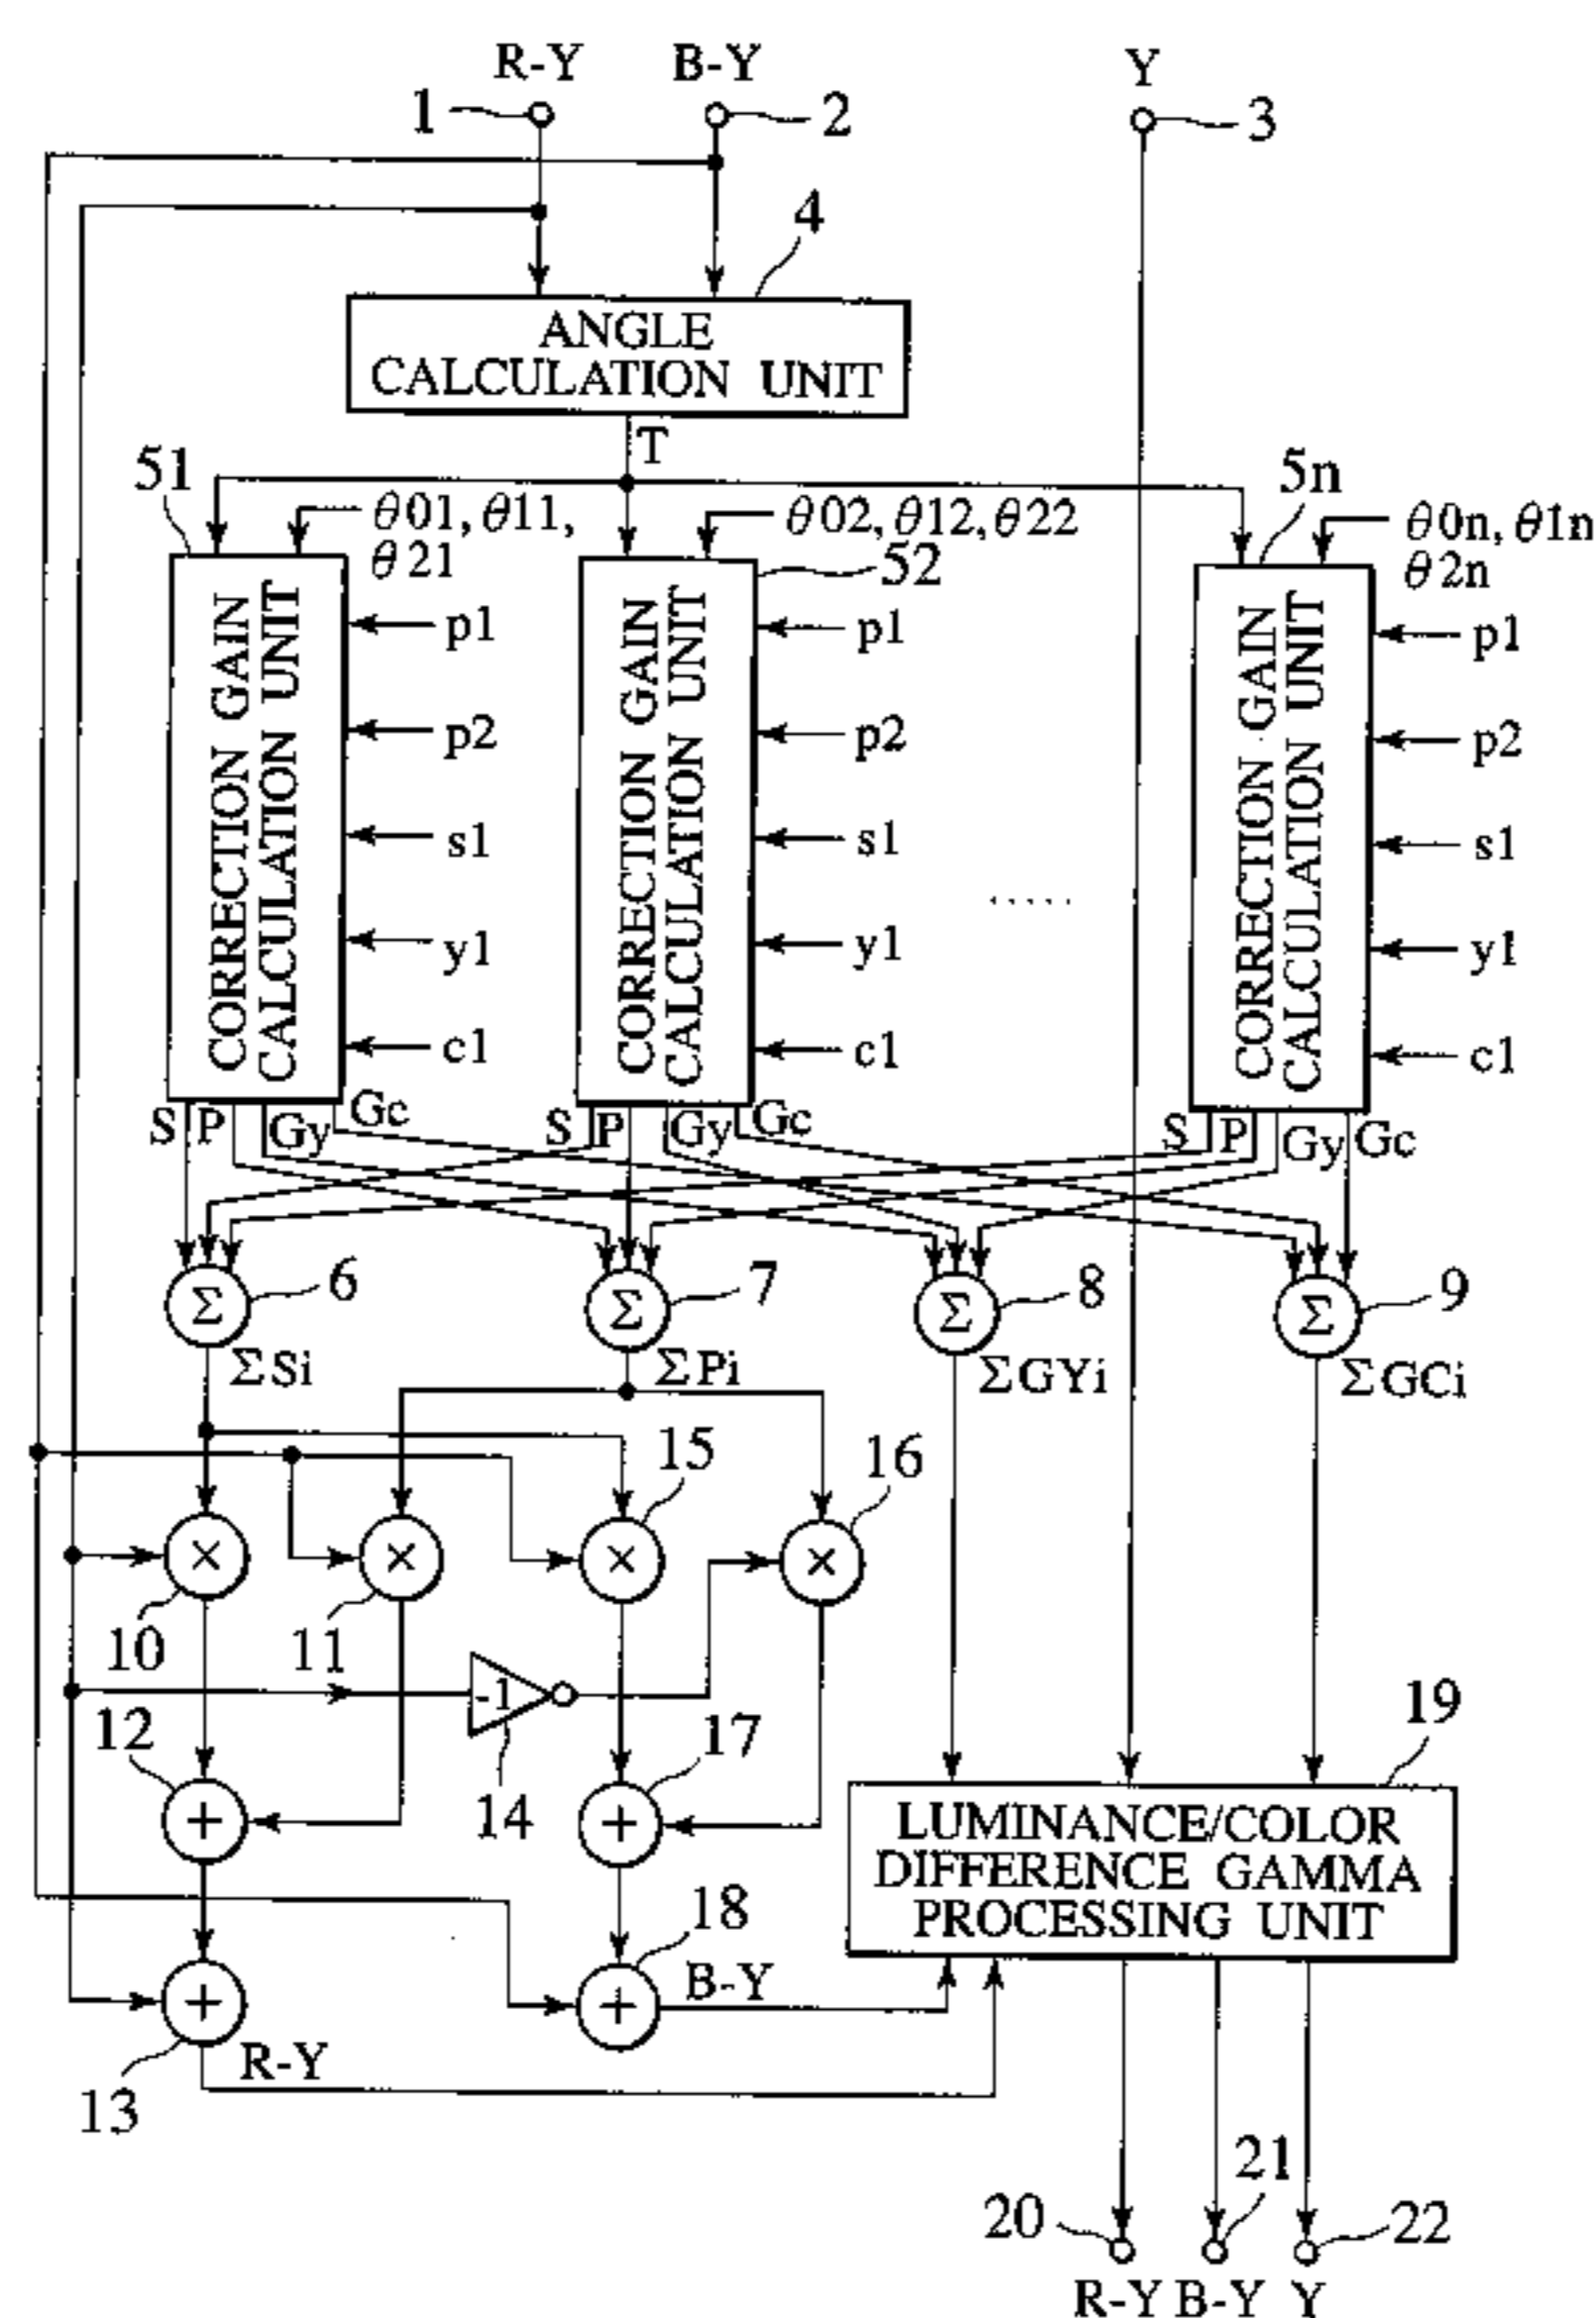 R-Y B-Y Y
1 2 3
4
ANGLE
CALCULATION UNIT
T
51 5n
θ01, θ11, θ02, θ12, θ22 θ0n, θ1n
θ21 52 θ2n
CORRECTION GAIN
CALCULATION UNIT
p1
p2
s1
y1
c1
CORRECTION GAIN
CALCULATION UNIT
p1
p2
s1
y1
c1
.....
CORRECTION GAIN
CALCULATION UNIT
p1
p2
s1
y1
c1
S P Gy Gc S P Gy Gc S P Gy Gc
Σ 6 Σ 7 Σ 8 Σ 9
ΣSi ΣPi ΣGYi ΣGCi
15 16
× × × ×
10 11
-1
12 17 19
14
+ +
LUMINANCE/COLOR
DIFFERENCE GAMMA
PROCESSING UNIT
18
B-Y
+ +
R-Y
13
20 21 22
R-Y B-Y Y